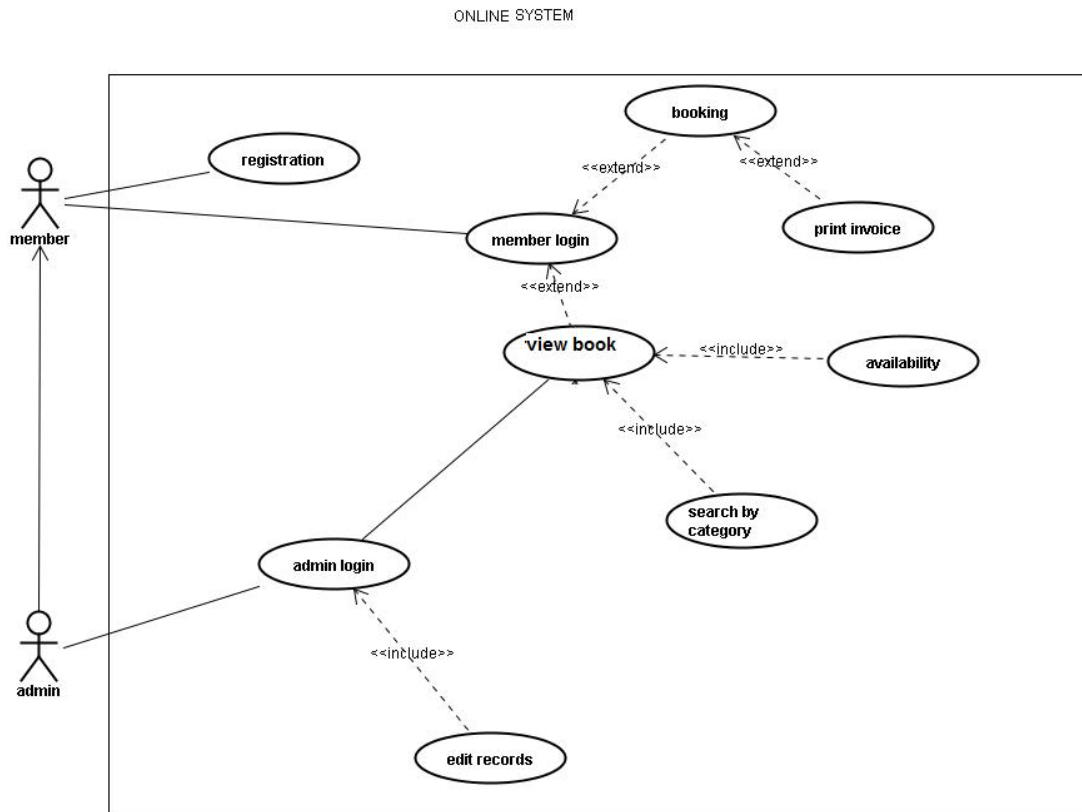 ONLINE SYSTEM
booking
registration
<<extend>>
<<extend>>
member
member login
print invoice
<<extend>>
view book
<<include>>
availability
<<include>>
search by
category
admin login
<<include>>
admin
edit records